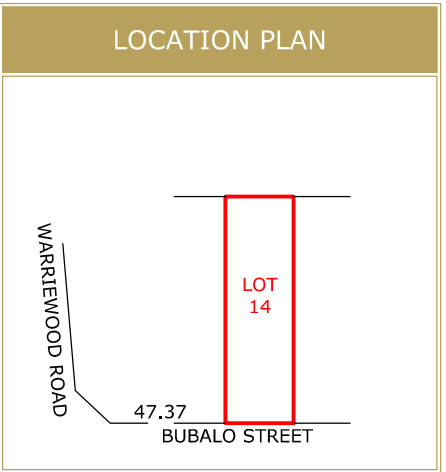 LOCATION PLAN
WARRIEWOOD ROAD
LOT
14
47.37
BUBALO STREET